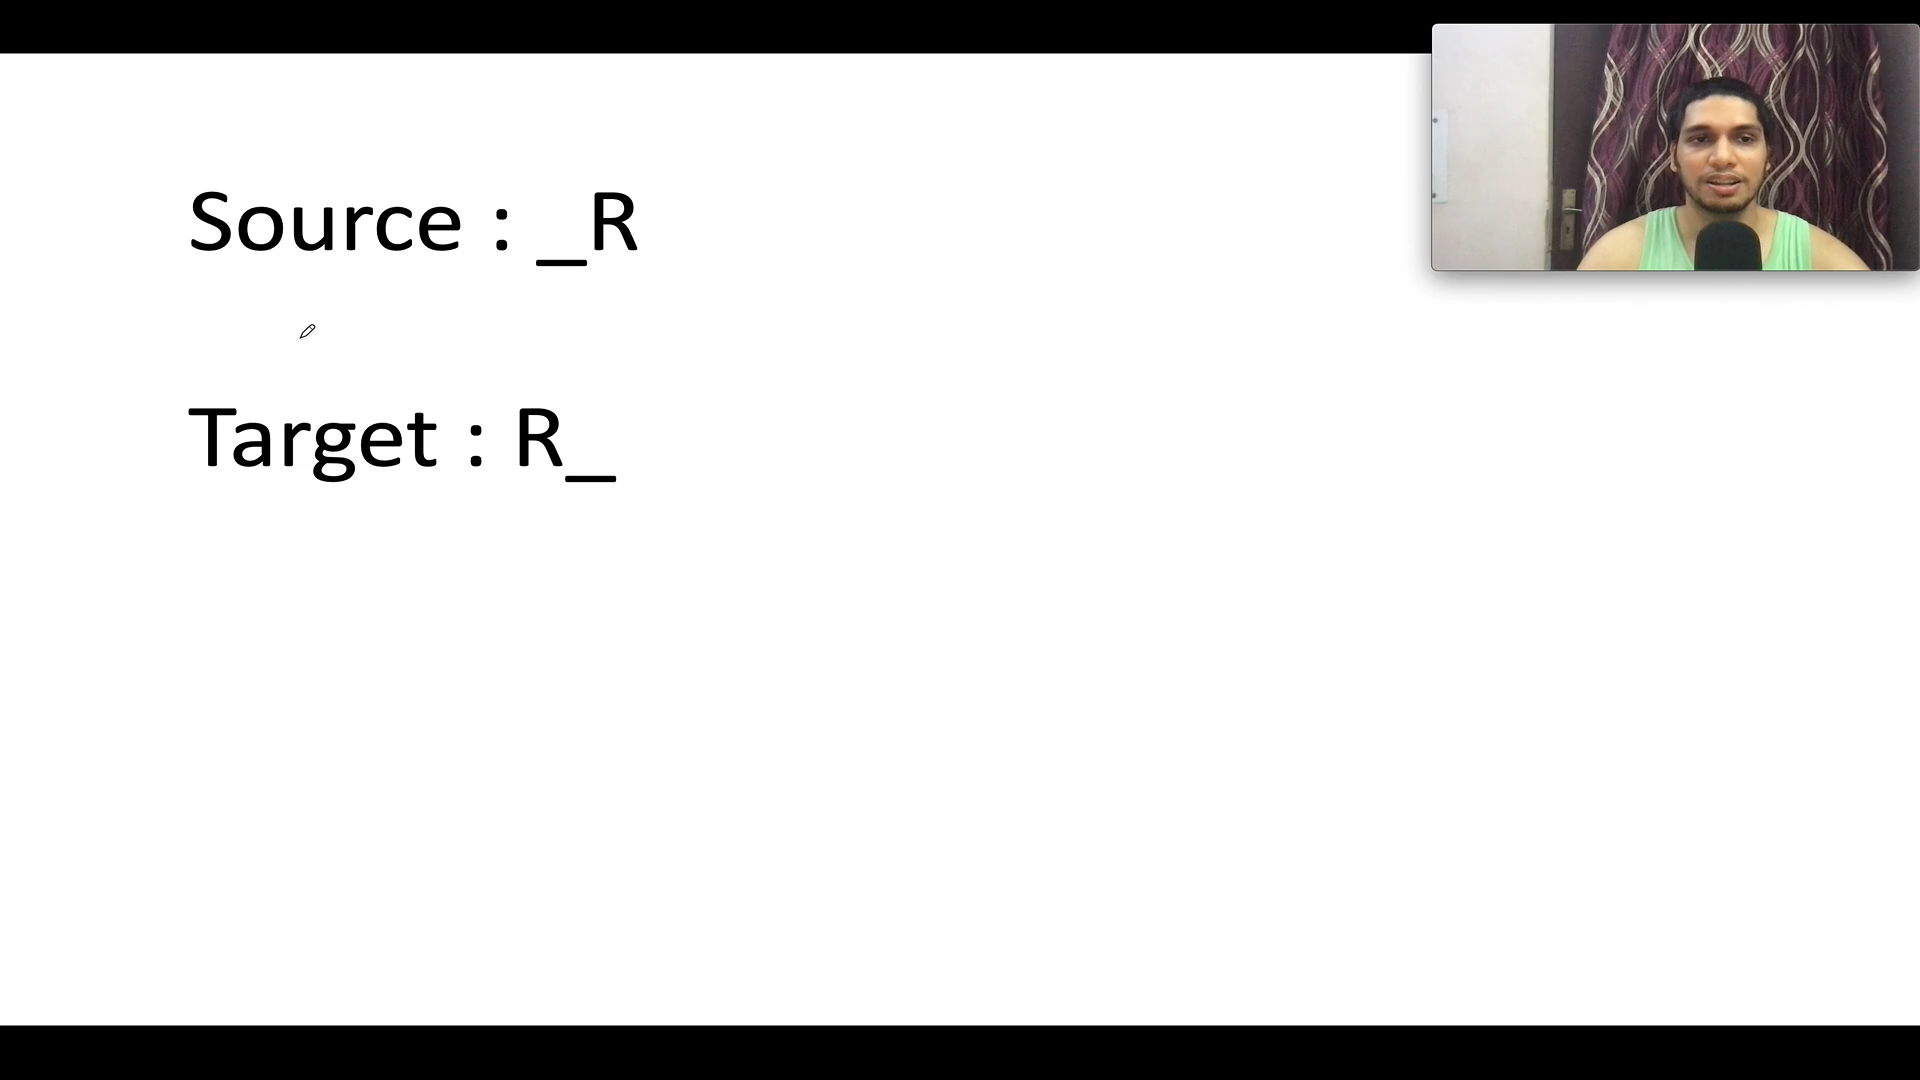 Source : _R
Target : R_